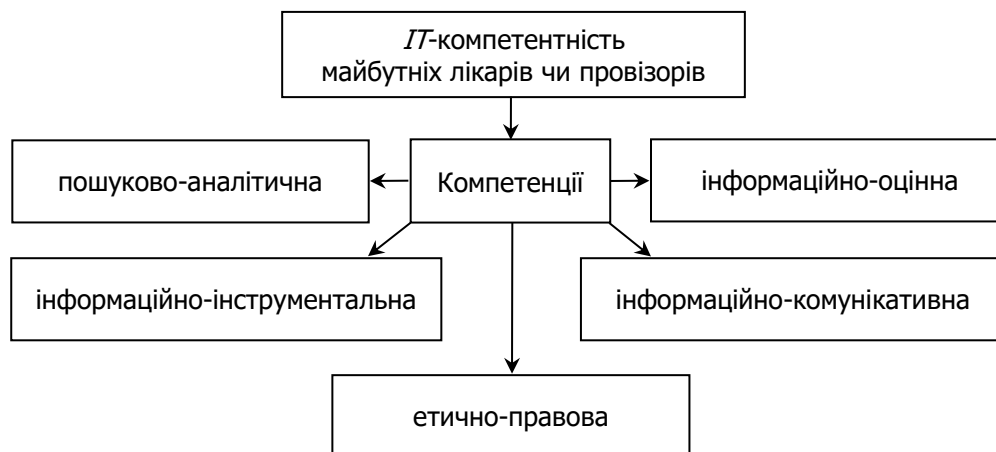 IT-компетентність
майбутніх лікарів чи провізорів
пошуково-аналітична
Компетенції
інформаційно-оцінна
інформаційно-інструментальна
інформаційно-комунікативна
етично-правова